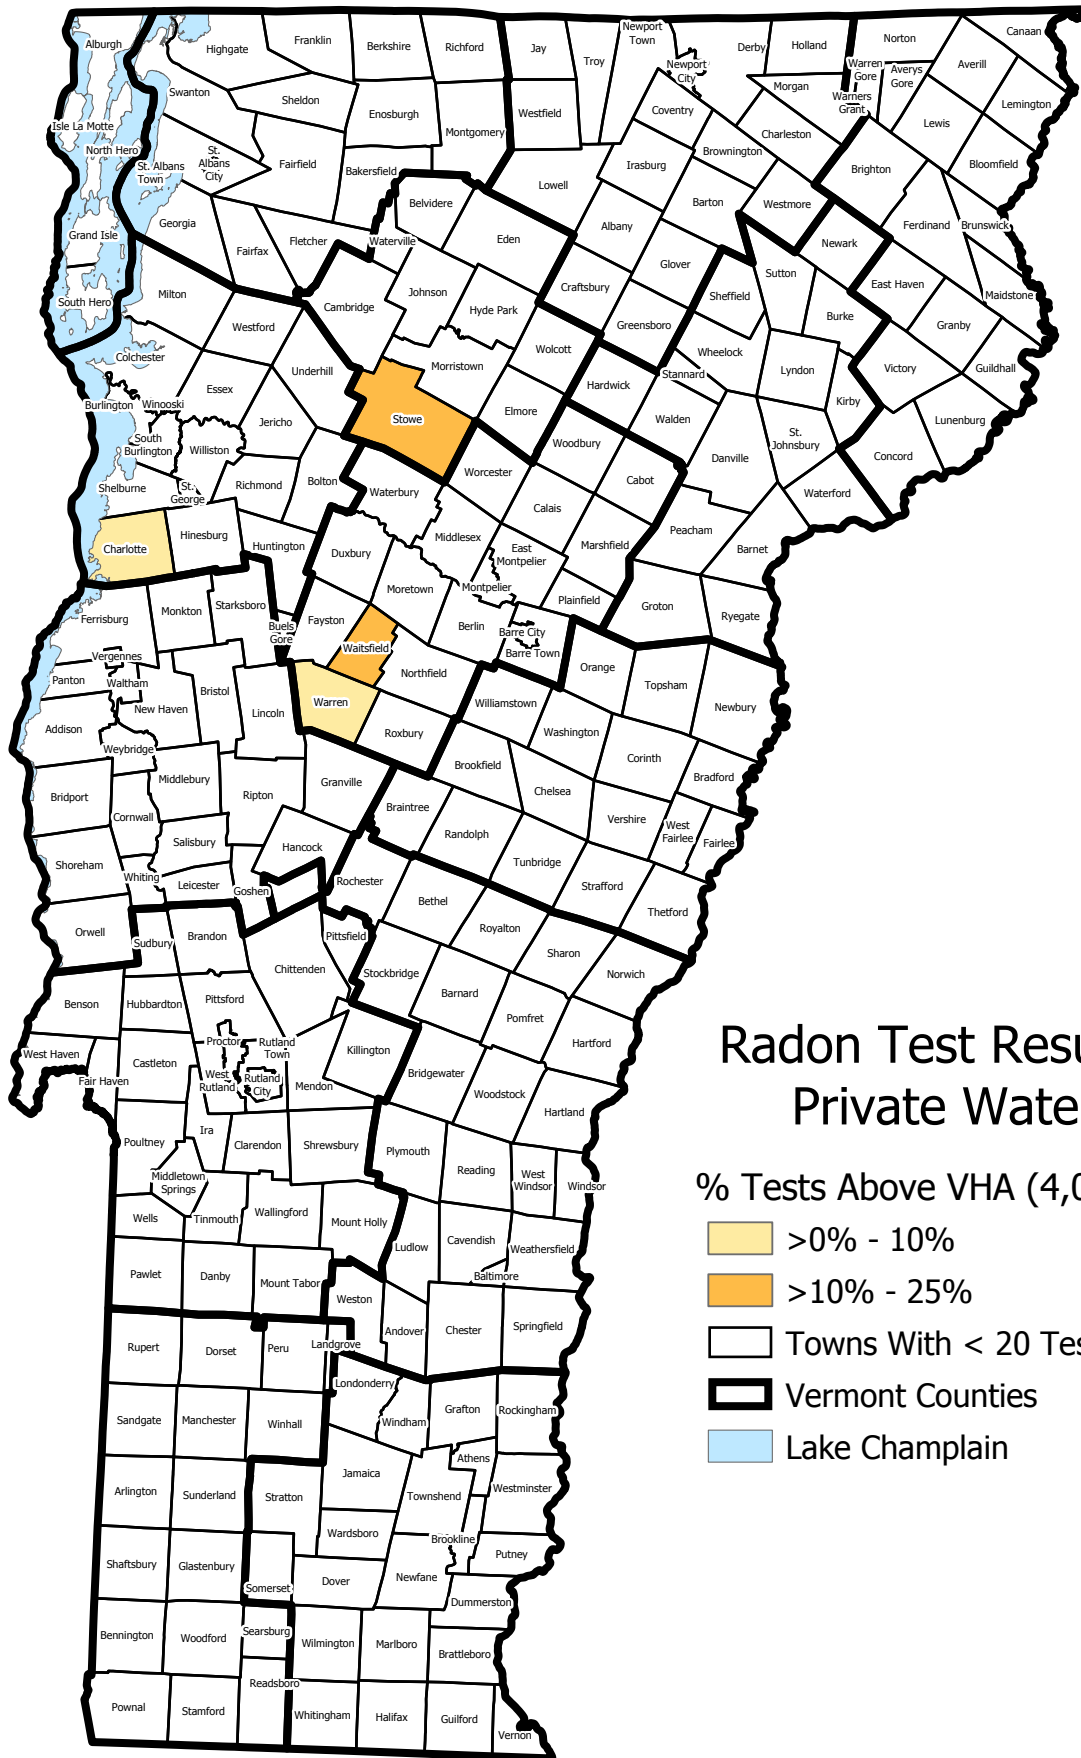 Alburgh
Highgate
Franklin
Berkshire
Richford
Jay
Troy
Newport
Town
Newport
City
Derby
Holland
Norton
Canaan
Warren
Gore
Averys
Gore
Averill
Warners
Grant
Morgan
Lemington
Lewis
Bloomfield
Swanton
Sheldon
Enosburgh
Montgomery
Westfield
Coventry
Charleston
Brownington
Isle La Motte
North Hero
St. Albans
Town
St.
Albans
City
Fairfield
Bakersfield
Lowell
Irasburg
Barton
Westmore
Brighton
Ferdinand
Brunswick
Maidstone
Grand Isle
Georgia
Fairfax
Fletcher
Waterville
Belvidere
Eden
Albany
Glover
Newark
Sutton
East Haven
Granby
Guildhall
South Hero
Milton
Westford
Cambridge
Johnson
Hyde Park
Craftsbury
Greensboro
Sheffield
Burke
Victory
Lunenburg
Colchester
Essex
Underhill
Morristown
Wolcott
Hardwick
Stannard
Wheelock
Lyndon
Kirby
Concord
Burlington
Winooski
South
Burlington
Williston
Jericho
Stowe
Elmore
Woodbury
Walden
Danville
St.
Johnsbury
Waterford
Shelburne
St.
George
Richmond
Bolton
Waterbury
Worcester
Calais
Cabot
Peacham
Barnet
Charlotte
Hinesburg
Huntington
Duxbury
Middlesex
East
Montpelier
Marshfield
Montpelier
Moretown
Plainfield
Groton
Ryegate
Ferrisburg
Monkton
Starksboro
Buels
Gore
Fayston
Waitsfield
Berlin
Barre City
Barre Town
Orange
Topsham
Newbury
Vergennes
Panton
Waltham
New Haven
Bristol
Lincoln
Warren
Northfield
Roxbury
Williamstown
Washington
Corinth
Bradford
Addison
Weybridge
Middlebury
Ripton
Granville
Brookfield
Chelsea
Vershire
West
Fairlee
Fairlee
Bridport
Cornwall
Salisbury
Hancock
Braintree
Randolph
Tunbridge
Strafford
Thetford
Shoreham
Whiting
Leicester
Goshen
Rochester
Bethel
Royalton
Sharon
Norwich
Orwell
Sudbury
Brandon
Chittenden
Pittsfield
Stockbridge
Barnard
Pomfret
Hartford
Benson
Hubbardton
Pittsford
Proctor
Rutland
Town
Killington
Bridgewater
Woodstock
Hartland
West Haven
Fair Haven
Castleton
West
Rutland
Rutland
City
Mendon
Poultney
Ira
Clarendon
Shrewsbury
Plymouth
Reading
West
Windsor
Windsor
Middletown
Springs
Wells
Tinmouth
Wallingford
Mount Holly
Ludlow
Cavendish
Weathersfield
Baltimore
Pawlet
Danby
Mount Tabor
Weston
Andover
Chester
Springfield
Rupert
Dorset
Peru
Landgrove
Londonderry
Windham
Grafton
Rockingham
Sandgate
Manchester
Winhall
Jamaica
Athens
Townshend
Westminster
Arlington
Sunderland
Stratton
Wardsboro
Brookline
Putney
Shaftsbury
Glastenbury
Somerset
Dover
Newfane
Dummerston
Bennington
Woodford
Searsburg
Wilmington
Marlboro
Brattleboro
Pownal
Stamford
Readsboro
Whitingham
Halifax
Guilford
Vernon
Radon Test Resu
Private Wate
% Tests Above VHA (4,0
>0% - 10%
>10% - 25%
Towns With < 20 Tes
Vermont Counties
Lake Champlain